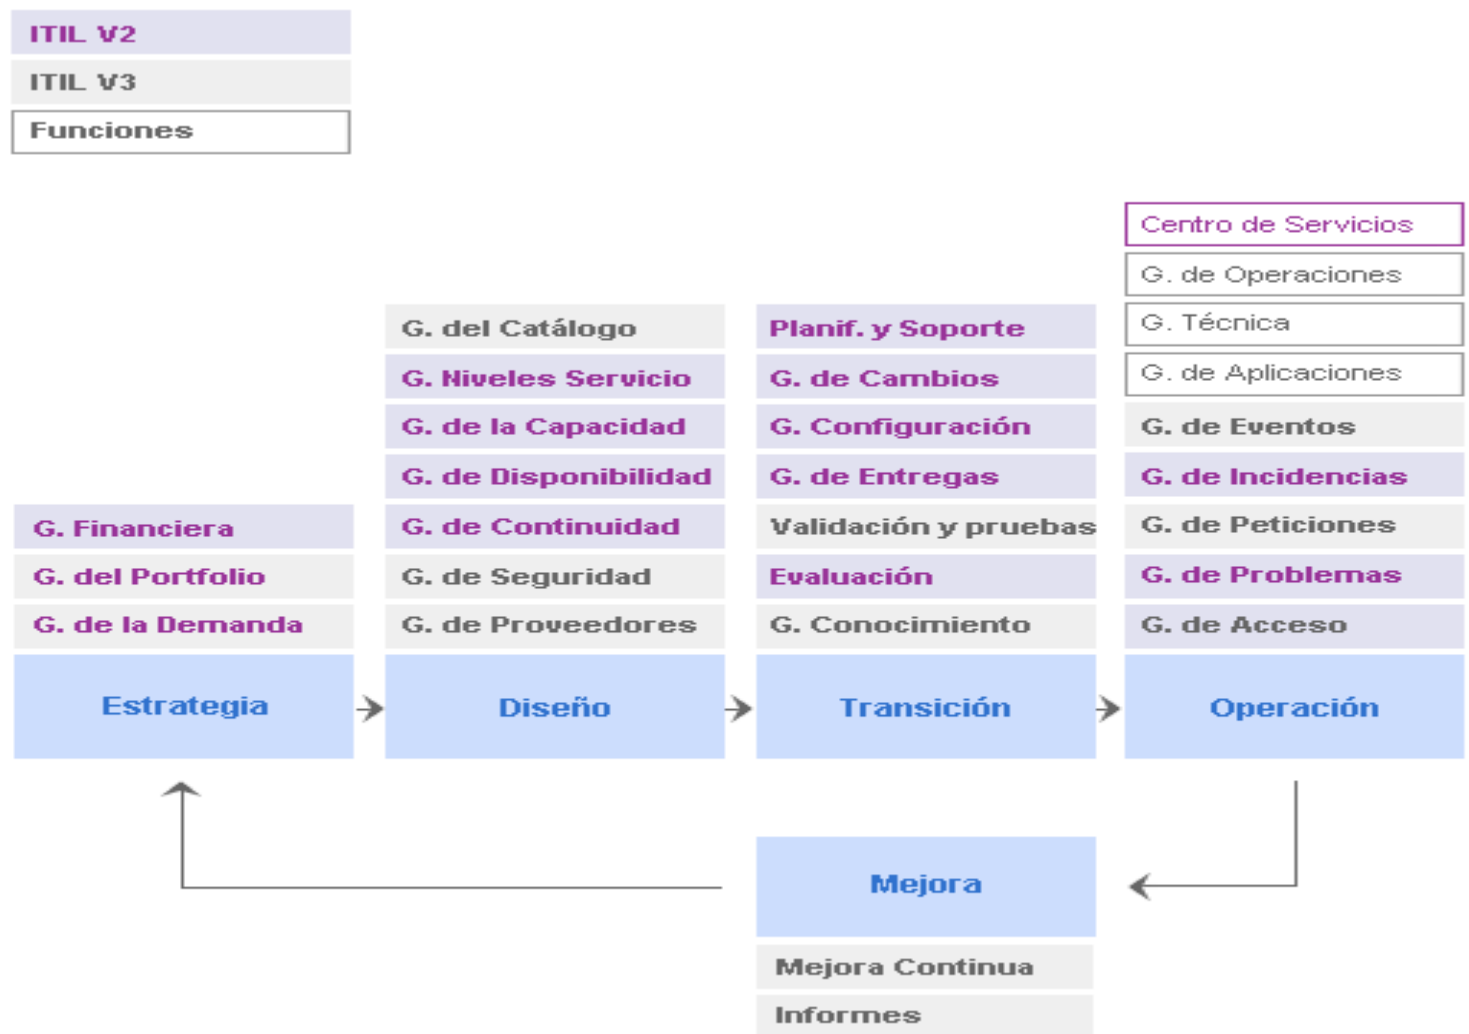 ITIL V2
ITIL V3
Funciones
G. Financiera
G. del Portfolio
G. de la Demanda
Estrategia
G. del Catálogo
G. Niveles Servicio
G. de la Capacidad
G. de Disponibilidad
G. de Continuidad
G. de Seguridad
G. de Proveedores
Diseño
Planif. y Soporte
G. de Cambios
G. Configuración
G. de Entregas
Validación y pruebas
Evaluación
G. Conocimiento
Transición
Centro de Servicios
G. de Operaciones
G. Técnica
G. de Aplicaciones
G. de Eventos
G. de Incidencias
G. de Peticiones
G. de Problemas
G. de Acceso
Operación
Mejora
Mejora Continua
Informes